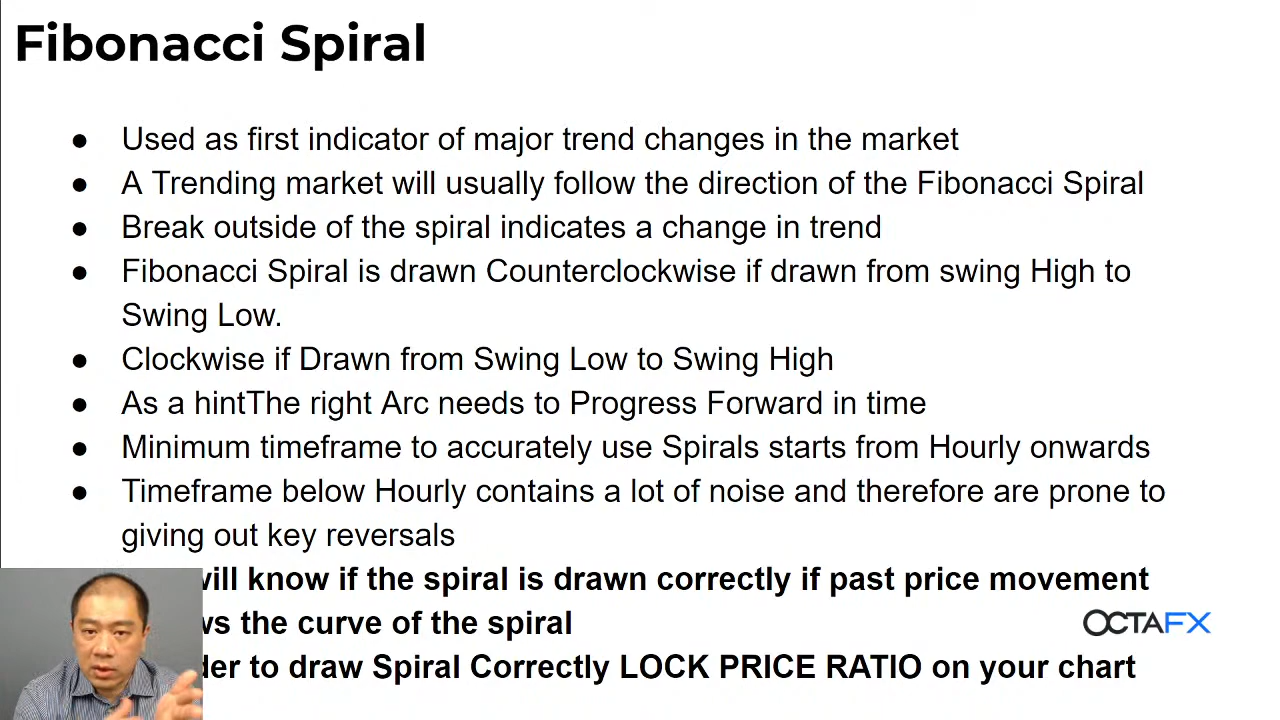 Fibonacci Spiral
● Used as first indicator of major trend changes in the market
● A Trending market will usually follow the direction of the Fibonacci Spiral
● Break outside of the spiral indicates a change in trend
● Fibonacci Spiral is drawn Counterclockwise if drawn from swing High to
Swing Low.
● Clockwise if Drawn from Swing Low to Swing High
● As a hintThe right Arc needs to Progress Forward in time
● Minimum timeframe to accurately use Spirals starts from Hourly onwards
● Timeframe below Hourly contains a lot of noise and therefore are prone to
giving out key reversals
will know if the spiral is drawn correctly if past price movement
the curve of the spiral
OCTAFX
to draw Spiral Correctly LOCK PRICE RATIO on your chart